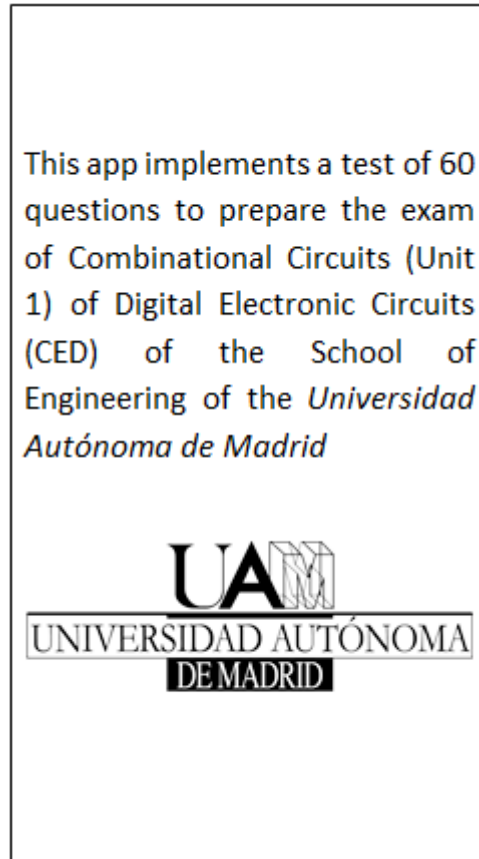 This app implements a test of 60
questions to prepare the exam
of Combinational Circuits (Unit
1) of Digital Electronic Circuits
(CED) of the School of
Engineering of the Universidad
Autónoma de Madrid
UAM
UNIVERSIDAD AUTÓNOMA
DE MADRID